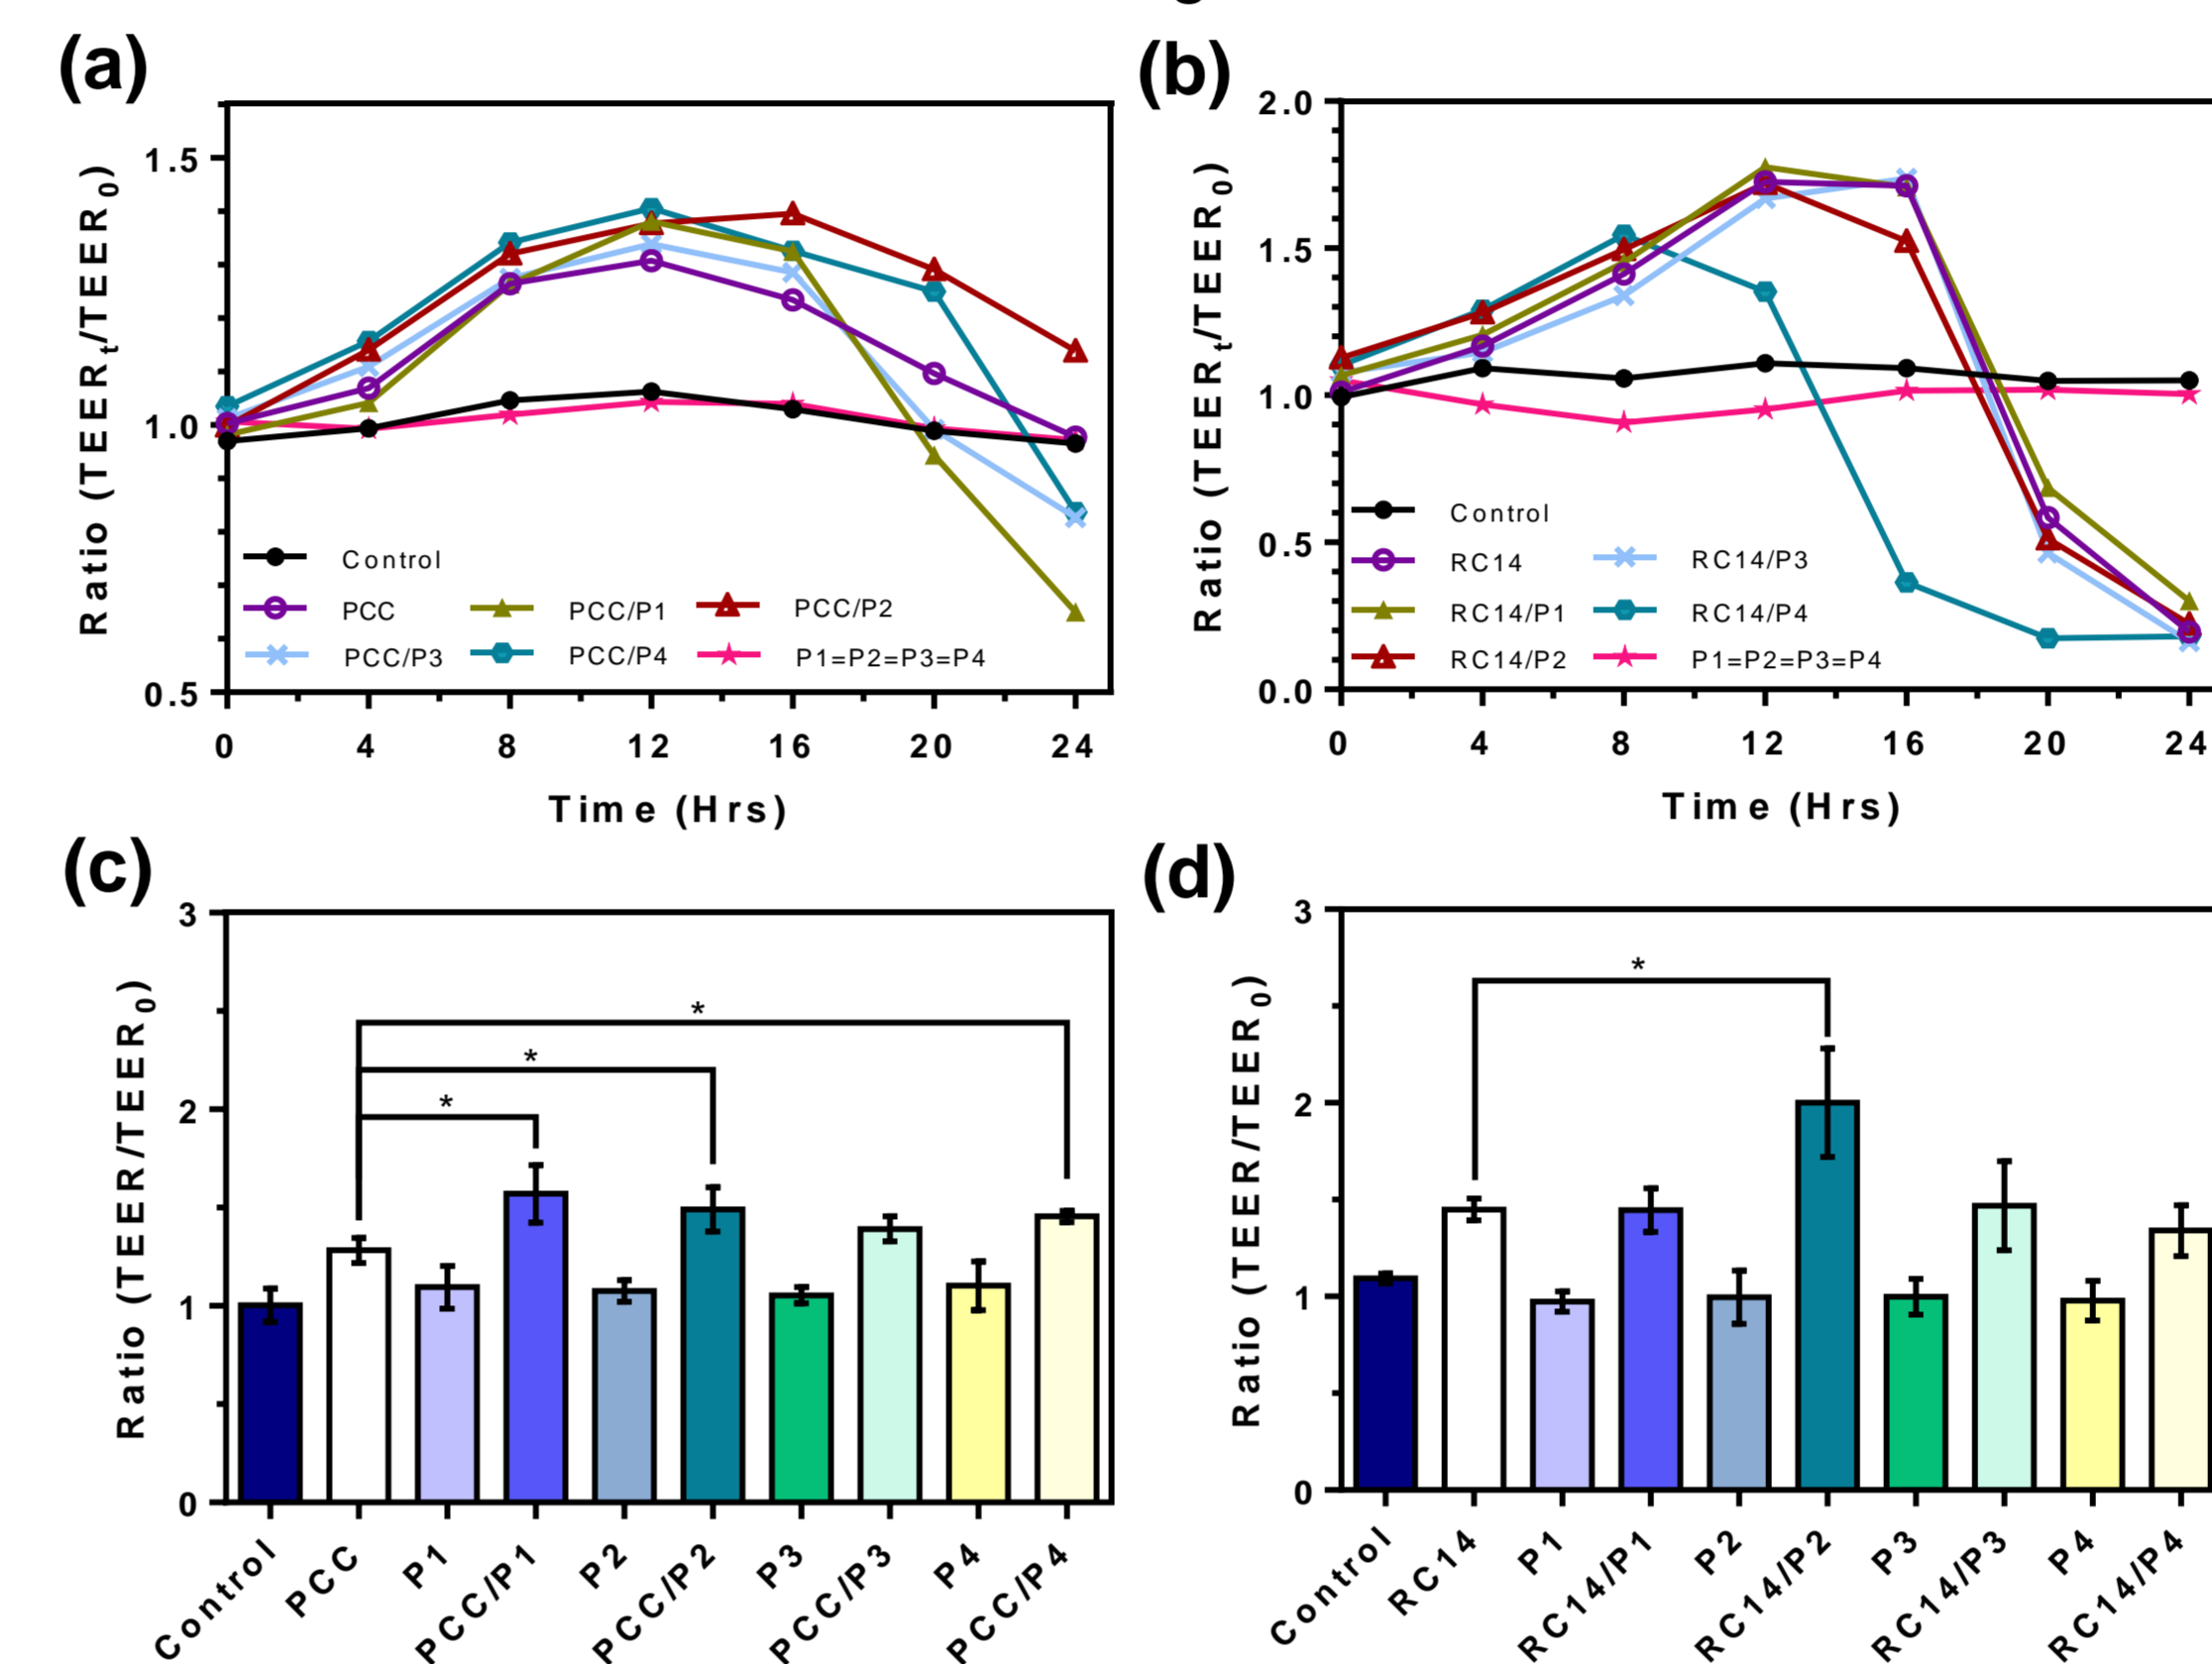 (a)
Ratio (TEERt/TEER0)
1.5
1.0
0.5
Control
PCC
PCC/P1
PCC/P2
PCC/P3
PCC/P4
P1=P2=P3=P4
0 4 8 12 16 20 24
Time (Hrs)
(b)
Ratio (TEERt/TEER0)
2.0
1.5
1.0
0.5
0.0
Control
RC14
RC14/P3
RC14/P1
RC14/P4
RC14/P2
P1=P2=P3=P4
0 4 8 12 16 20 24
Time (Hrs)
(c)
Ratio (TEER/TEER0)
3
2
1
0
*
*
*
Control
PCC
P1
PCC/P1
P2
PCC/P2
P3
PCC/P3
P4
PCC/P4
(d)
Ratio (TEER/TEER0)
3
2
1
0
*
Control
RC14
P1
RC14/P1
P2
RC14/P2
P3
RC14/P3
P4
RC14/P4